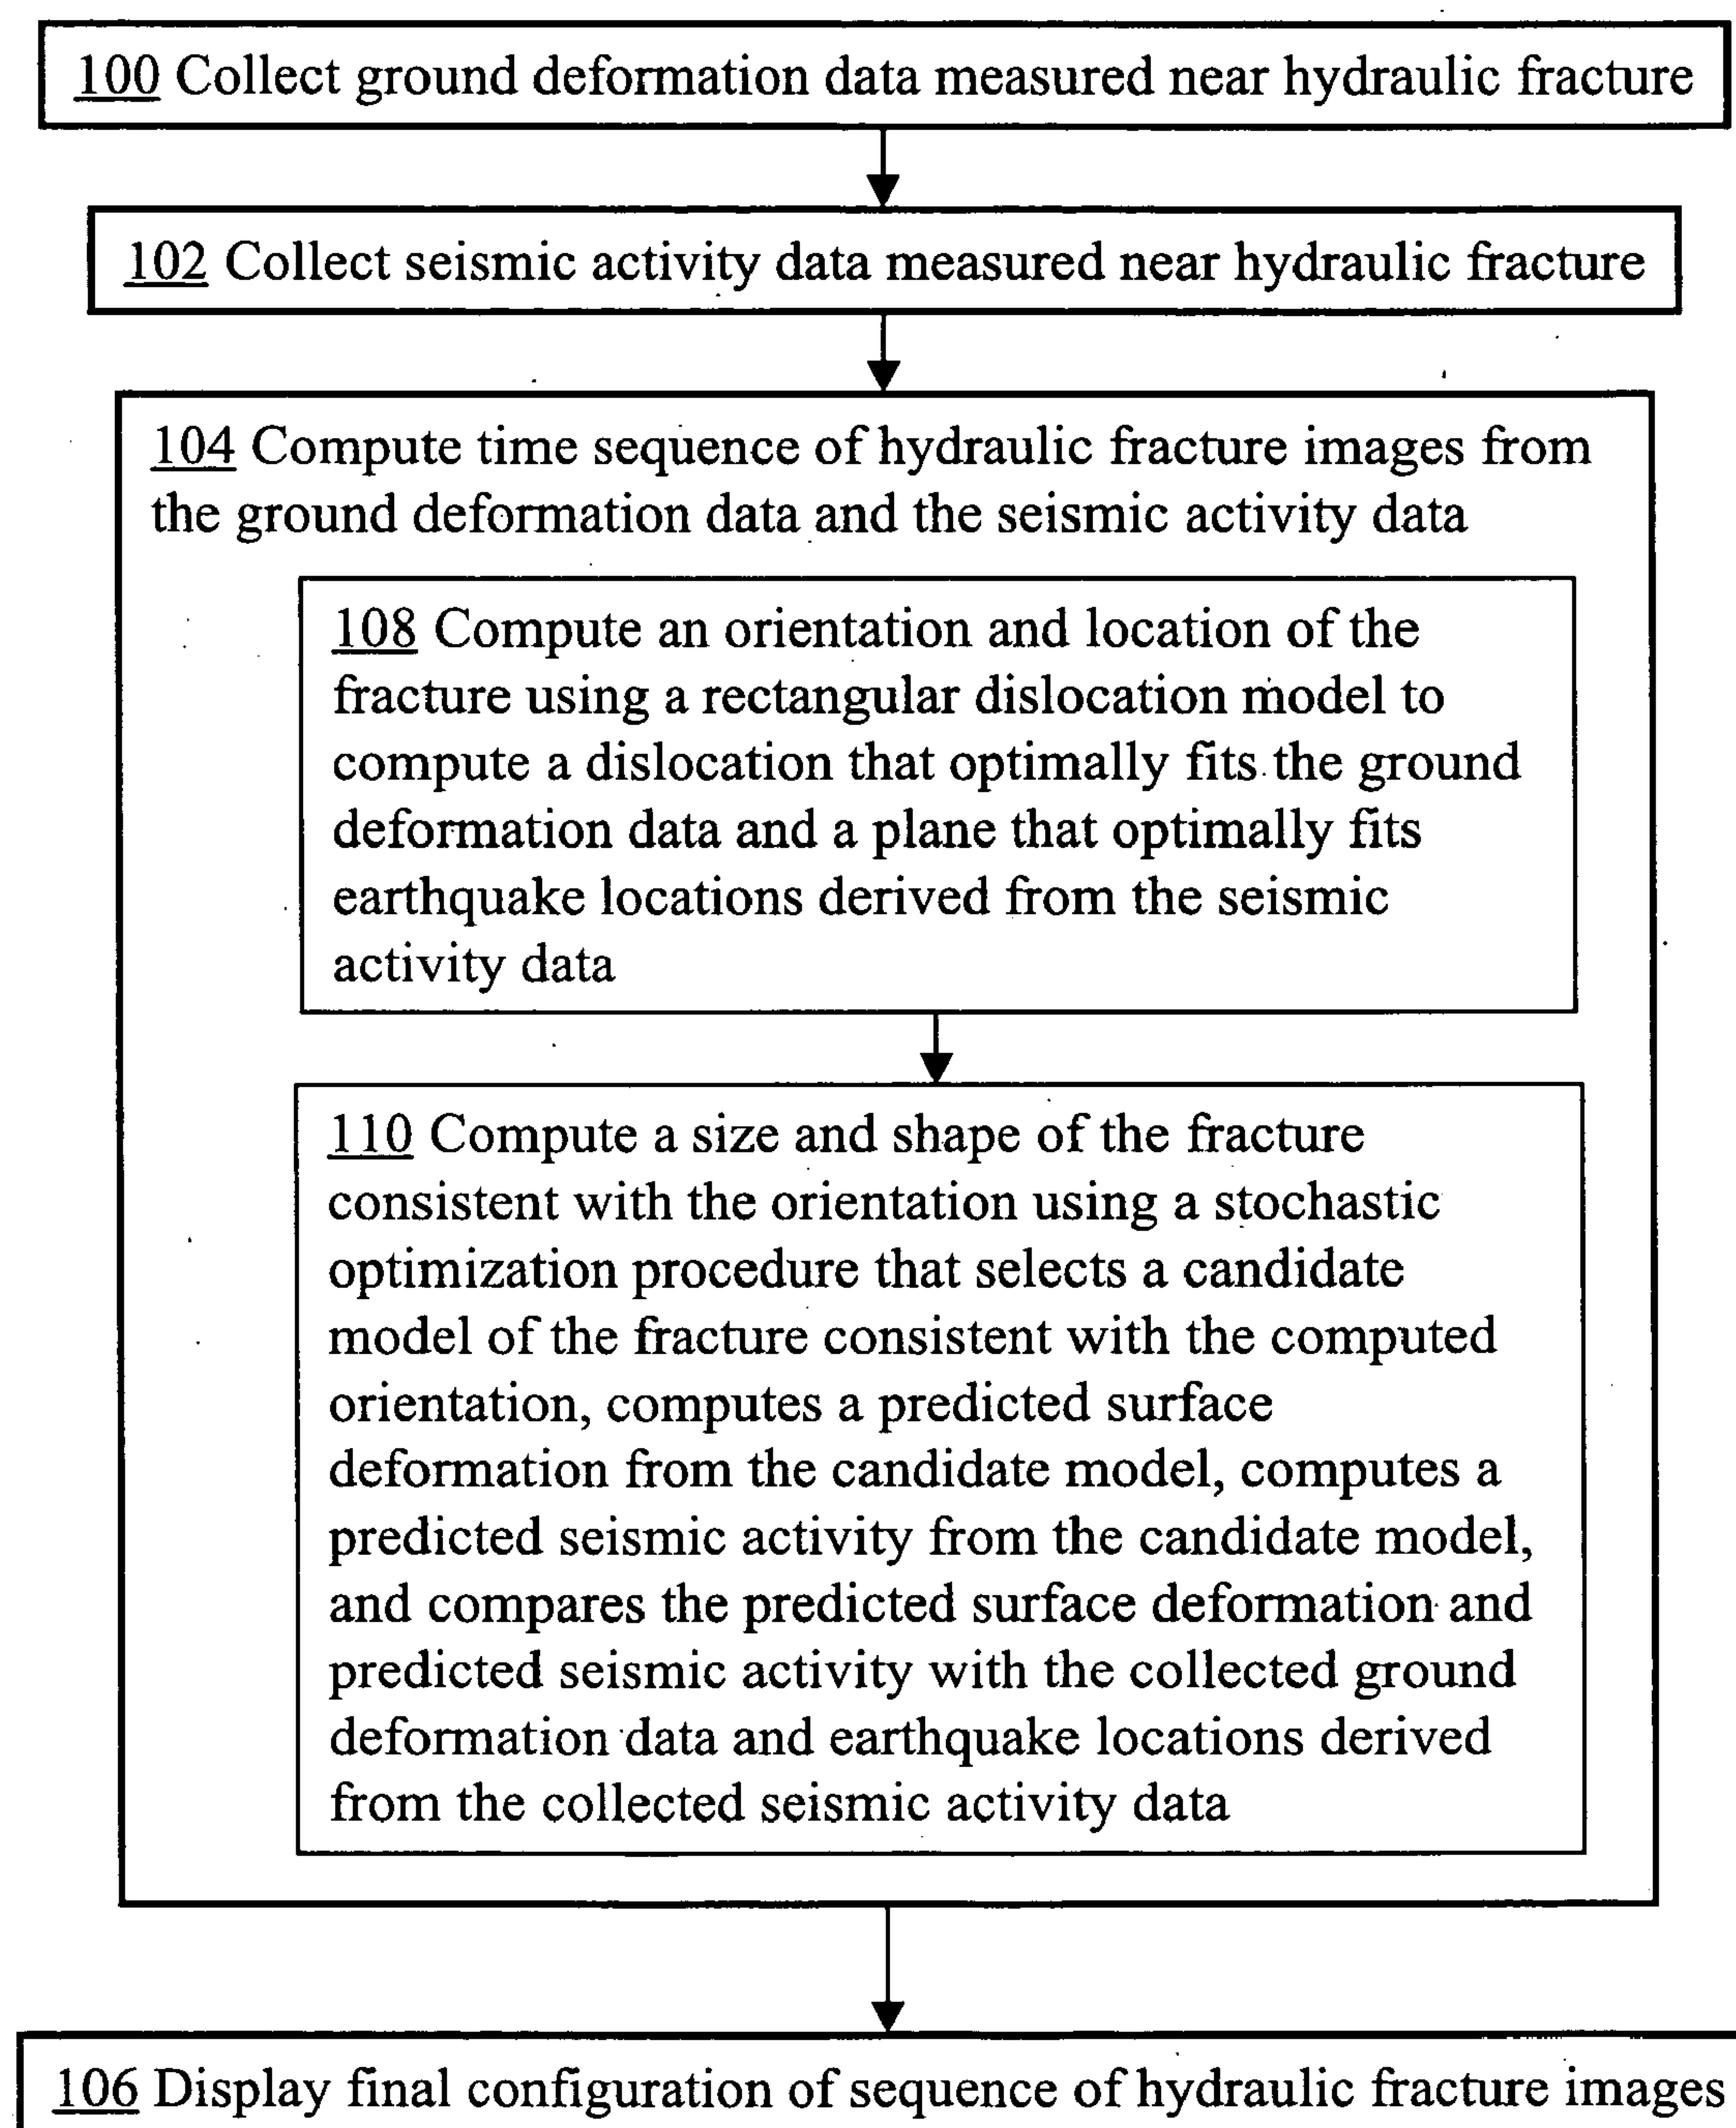 100 Collect ground deformation data measured near hydraulic fracture
102 Collect seismic activity data measured near hydraulic fracture
104 Compute time sequence of hydraulic fracture images from
the ground deformation data and the seismic activity data
108 Compute an orientation and location of the
fracture using a rectangular dislocation model to
compute a dislocation that optimally fits the ground
deformation data and a plane that optimally fits
earthquake locations derived from the seismic
activity data
110 Compute a size and shape of the fracture
consistent with the orientation using a stochastic
optimization procedure that selects a candidate
model of the fracture consistent with the computed
orientation, computes a predicted surface
deformation from the candidate model, computes a
predicted seismic activity from the candidate model,
and compares the predicted surface deformation and
predicted seismic activity with the collected ground
deformation data and earthquake locations derived
from the collected seismic activity data
106 Display final configuration of sequence of hydraulic fracture images